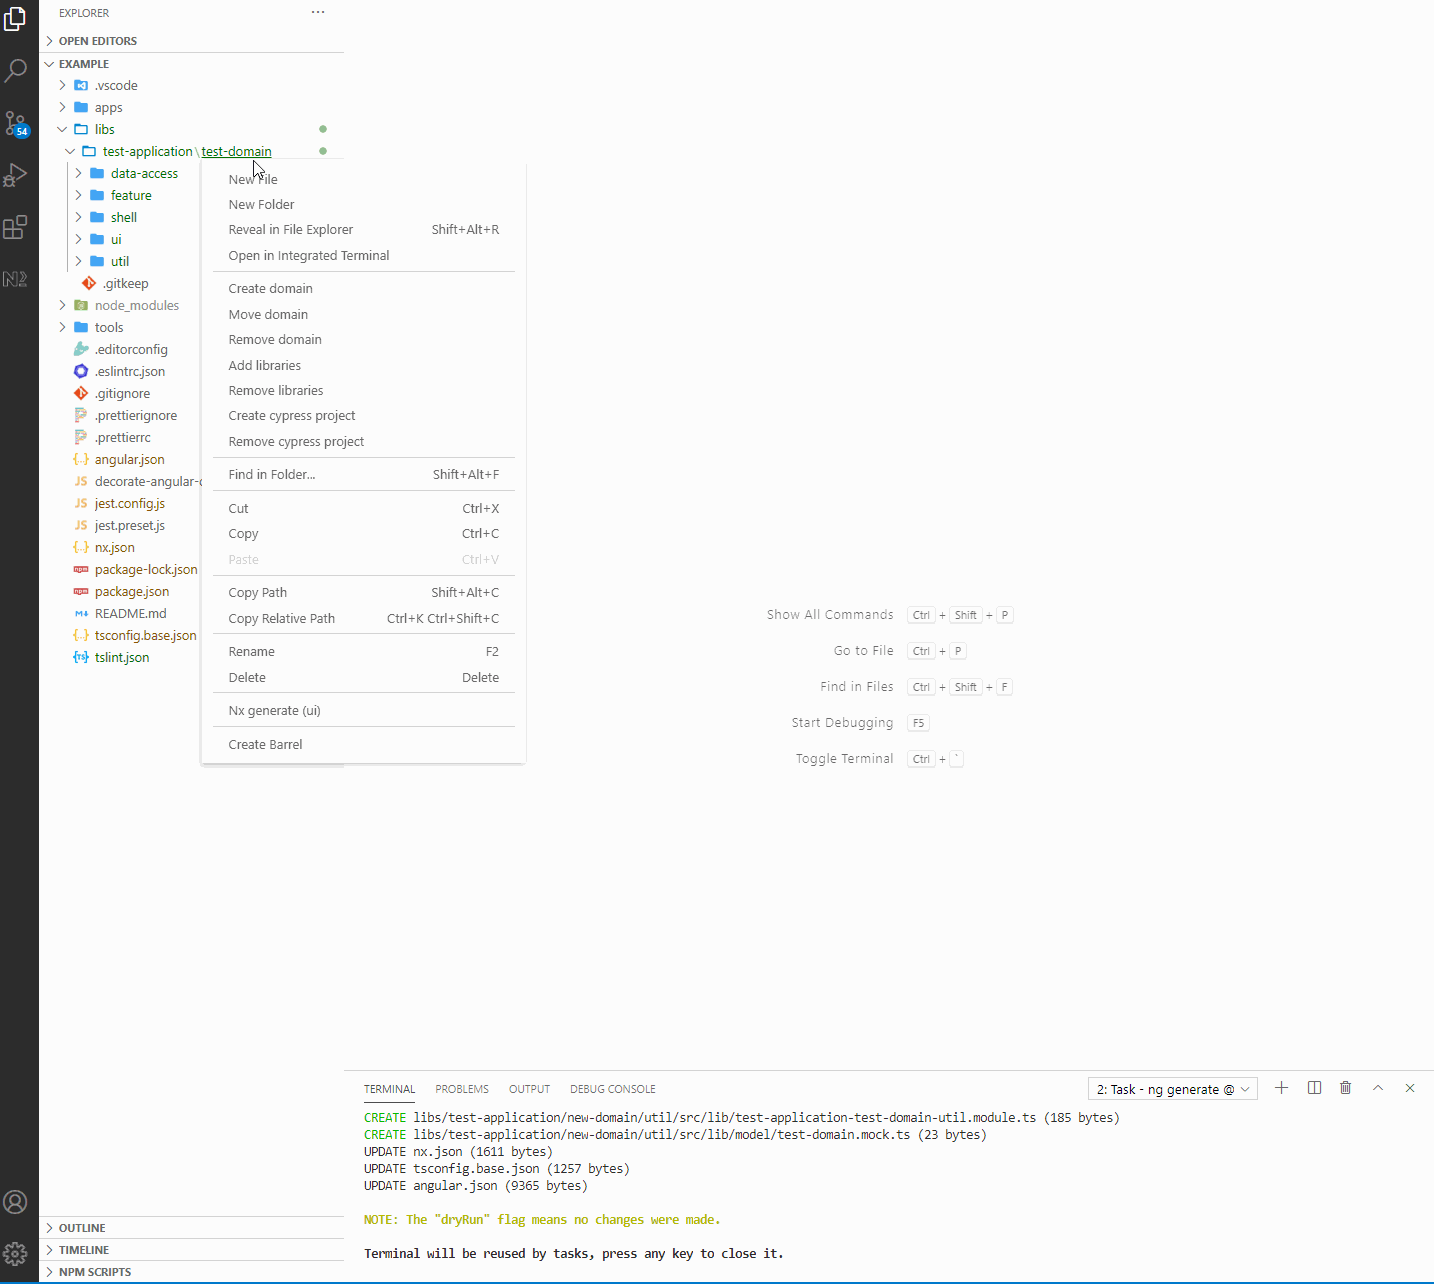 EXPLORER
OPEN EDITORS
EXAMPLE
.vscode
apps
libs
test-application\test-domain
data-access
feature
shell
ui
util
.gitkeep
node_modules
tools
.editorconfig
.eslintrc.json
.gitignore
.prettierignore
.prettierrc
angular.json
JS decorate-angular-
JS jest.config.js
JS jest.preset.js
nx.json
npm package-lock.json
npm package.json
README.md
tsconfig.base.json
TS tslint.json
OUTLINE
TIMELINE
NPM SCRIPTS
54
New File
New Folder
Reveal in File Explorer Shift+Alt+R
Open in Integrated Terminal
Create domain
Move domain
Remove domain
Add libraries
Remove libraries
Create cypress project
Remove cypress project
Find in Folder... Shift+Alt+F
Cut Ctrl+X
Copy Ctrl+C
Paste Ctrl+V
Copy Path Shift+Alt+C
Copy Relative Path Ctrl+K Ctrl+Shift+C
Rename F2
Delete Delete
Nx generate (ui)
Create Barrel
Show All Commands Ctrl + Shift + P
Go to File Ctrl + P
Find in Files Ctrl + Shift + F
Start Debugging F5
Toggle Terminal Ctrl + `
TERMINAL PROBLEMS OUTPUT DEBUG CONSOLE 2: Task - ng generate @
CREATE libs/test-application/new-domain/util/src/lib/test-application-test-domain-util.module.ts (185 bytes)
CREATE libs/test-application/new-domain/util/src/lib/model/test-domain.mock.ts (23 bytes)
UPDATE nx.json (1611 bytes)
UPDATE tsconfig.base.json (1257 bytes)
UPDATE angular.json (9365 bytes)
NOTE: The "dryRun" flag means no changes were made.
Terminal will be reused by tasks, press any key to close it.